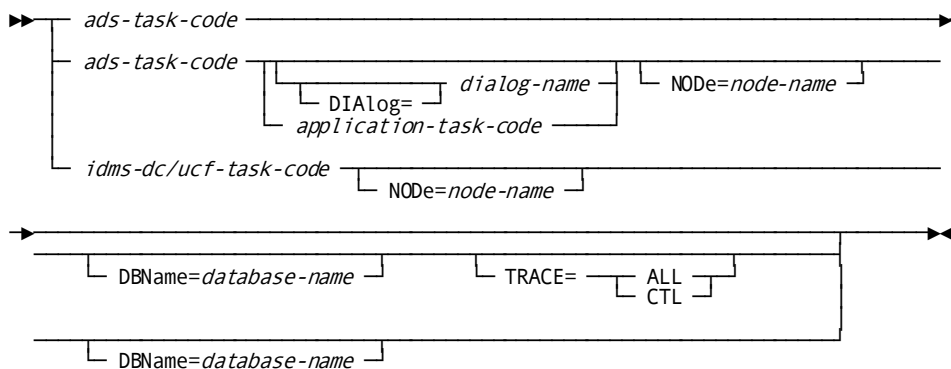 ads-task-code
ads-task-code DIAlog= dialog-name NODe=node-name
application-task-code
idms-dc/ucf-task-code NODe=node-name
DBName=database-name TRACE= ALL
CTL
DBName=database-name